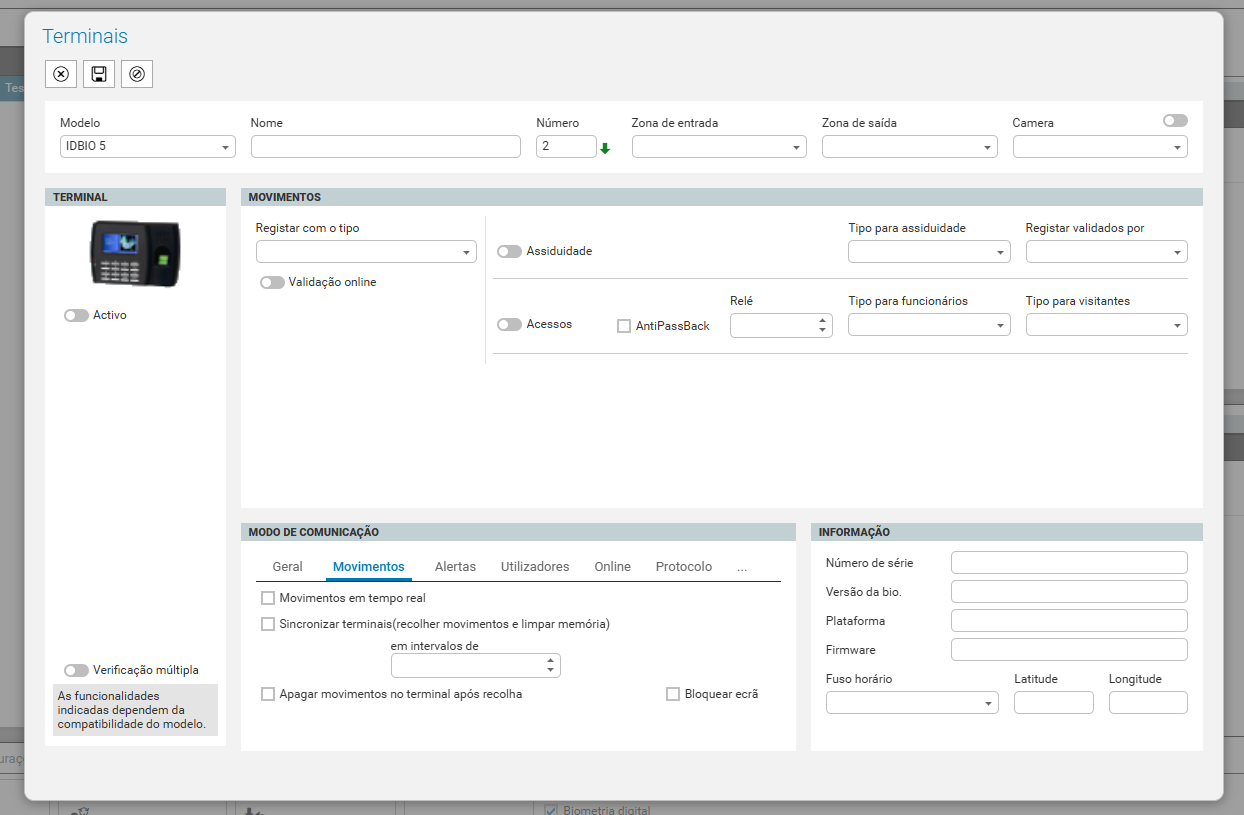 Terminais
Modelo
Nome
Número
Zona de entrada
Zona de saída
Camera
IDBIO 5
2
TERMINAL
Activo
Verificação múltipla
As funcionalidades
indicadas dependem da
compatibilidade do modelo.
MOVIMENTOS
Registar com o tipo
Validação online
Assiduidade
Tipo para assiduidade
Registar validados por
Acessos
AntiPassBack
Relé
Tipo para funcionários
Tipo para visitantes
MODO DE COMUNICAÇÃO
Geral
Movimentos
Alertas
Utilizadores
Online
Protocolo
...
Movimentos em tempo real
Sincronizar terminais(recolher movimentos e limpar memória)
em intervalos de
Apagar movimentos no terminal após recolha
Bloquear ecrã
INFORMAÇÃO
Número de série
Versão da bio.
Plataforma
Firmware
Fuso horário
Latitude
Longitude
Tes
Biometria digital